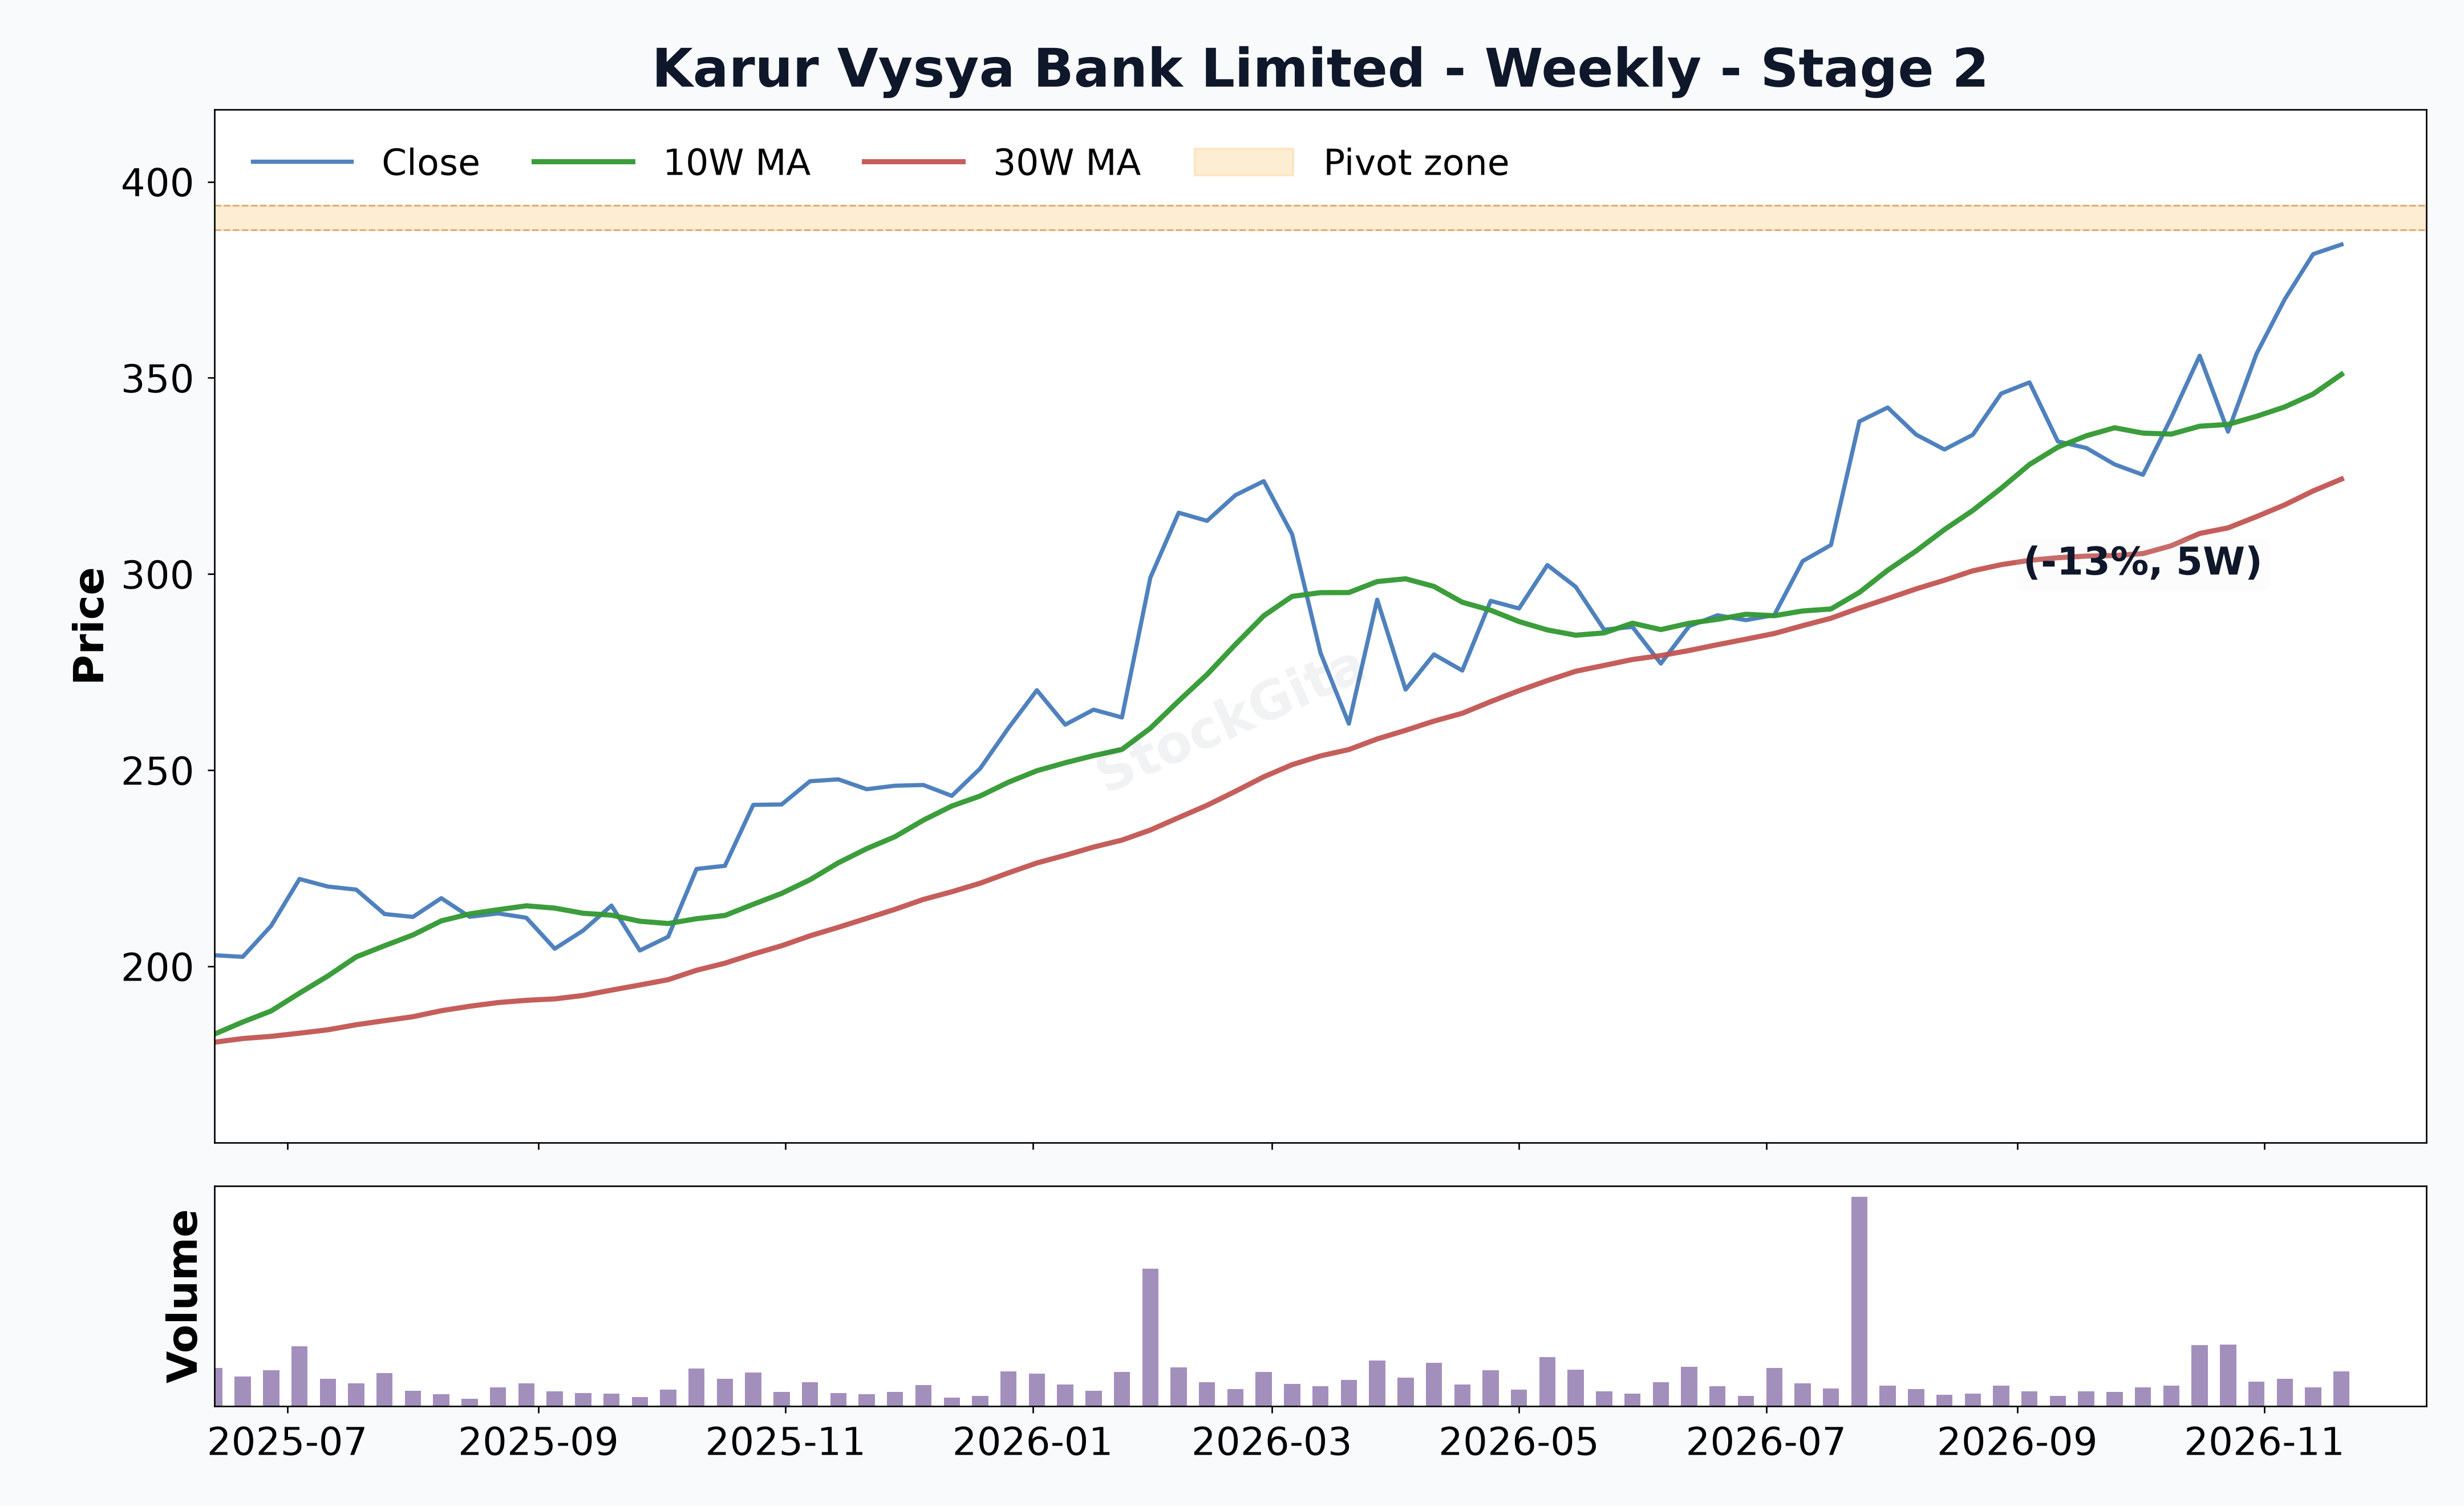 Karur Vysya Bank Limited - Weekly - Stage 2
Close 10W MA 30W MA Pivot zone
400
350
300
250
200
Price
(-13%, 5W)
StockGita
Volume
2025-07 2025-09 2025-11 2026-01 2026-03 2026-05 2026-07 2026-09 2026-11